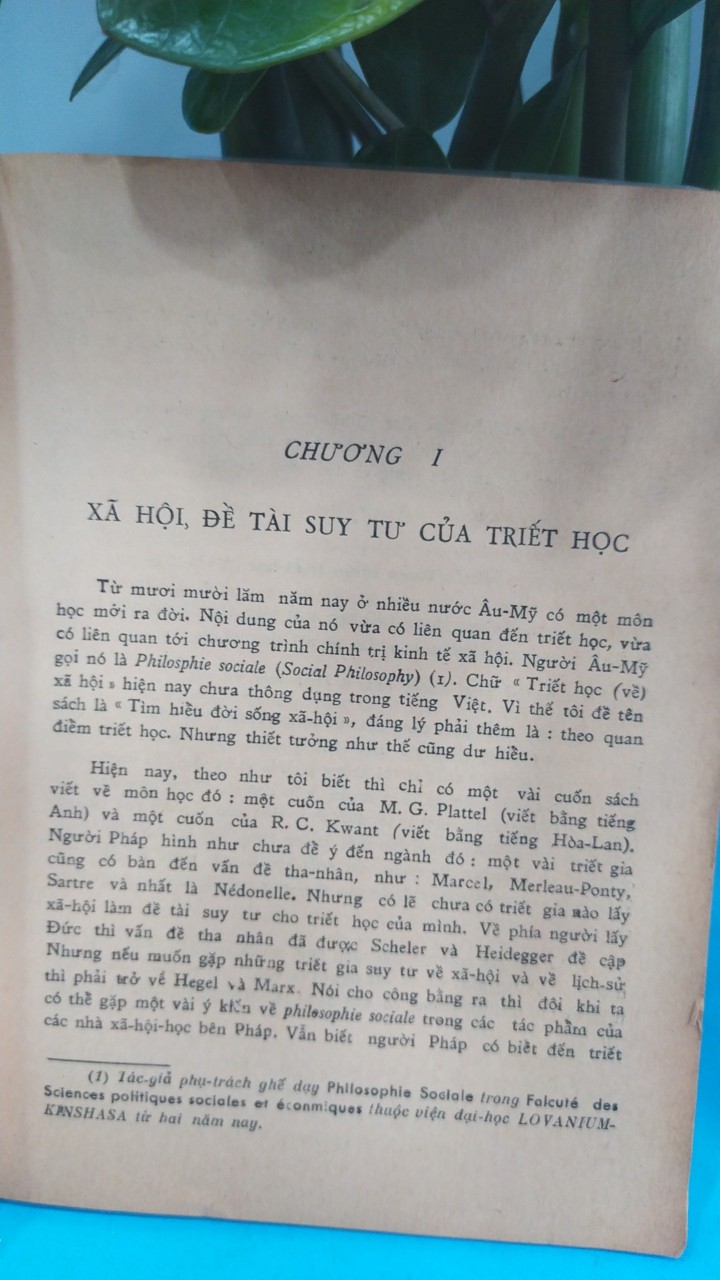 CHƯƠNG I
XÃ HỘI, ĐỀ TÀI SUY TƯ CỦA TRIẾT HỌC
Từ mươi mười lăm năm nay ở nhiều nước Âu-Mỹ có một môn
học mới ra đời. Nội dung của nó vừa có liên quan đến triết học, vừa
có liên quan tới chương trình chính trị kinh tế xã hội. Người Âu-Mỹ
gọi nó là Philosphie sociale (Social Philosophy) (1). Chữ « Triết học (về)
xã hội » hiện nay chưa thông dụng trong tiếng Việt. Vì thế tôi đề tên
sách là « Tìm hiểu đời sống xã-hội », đáng lý phải thêm là : theo quan
điểm triết học. Nhưng thiết tưởng như thế cũng dư hiểu.
Hiện nay, theo như tôi biết thì chỉ có một vài cuốn sách
viết về môn học đó : một cuốn của M. G. Plattel (viết bằng tiếng
Anh) và một cuốn của R. C. Kwant (viết bằng tiếng Hòa-Lan).
Người Pháp hình như chưa để ý đến ngành đó : một vài triết gia
cũng có bàn đến vấn đề tha-nhân, như : Marcel, Merleau-Ponty,
Sartre và nhất là Nédonelle. Nhưng có lẽ chưa có triết gia nào lấy
xã-hội làm đề tài suy tư cho triết học của mình. Về phía người lấy
Đức thì vấn đề tha nhân đã được Scheler và Heidegger đề cập
Nhưng nếu muốn gặp những triết gia suy tư về xã-hội và về lịch-sử
thì phải trở về Hegel và Marx. Nói cho công bằng ra thì đôi khi ta
có thể gặp một vài ý kiến về philosophie sociale trong các tác phẩm của
các nhà xã-hội-học bên Pháp. Vẫn biết người Pháp có biết đến triết
(1) Tác-giả phụ-trách ghế dạy Philosophie Sociale trong Falcuté des
Sciences politiques sociales et éconmiques thuộc viện đại-học LOVANIUM-
KINSHASA từ hai năm nay.